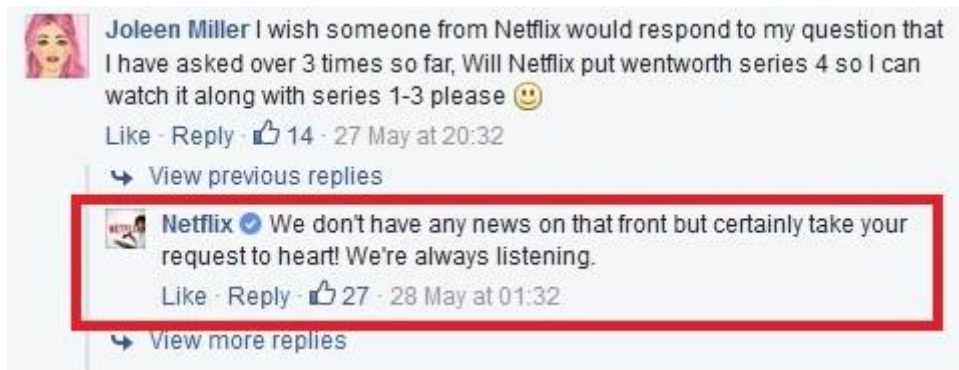 Joleen Miller I wish someone from Netflix would respond to my question that
I have asked over 3 times so far, Will Netflix put wentworth series 4 so I can
watch it along with series 1-3 please
Like · Reply · 14 · 27 May at 20:32
View previous replies
NETFLIX
Netflix We don't have any news on that front but certainly take your
request to heart! We're always listening.
Like · Reply · 27 · 28 May at 01:32
View more replies